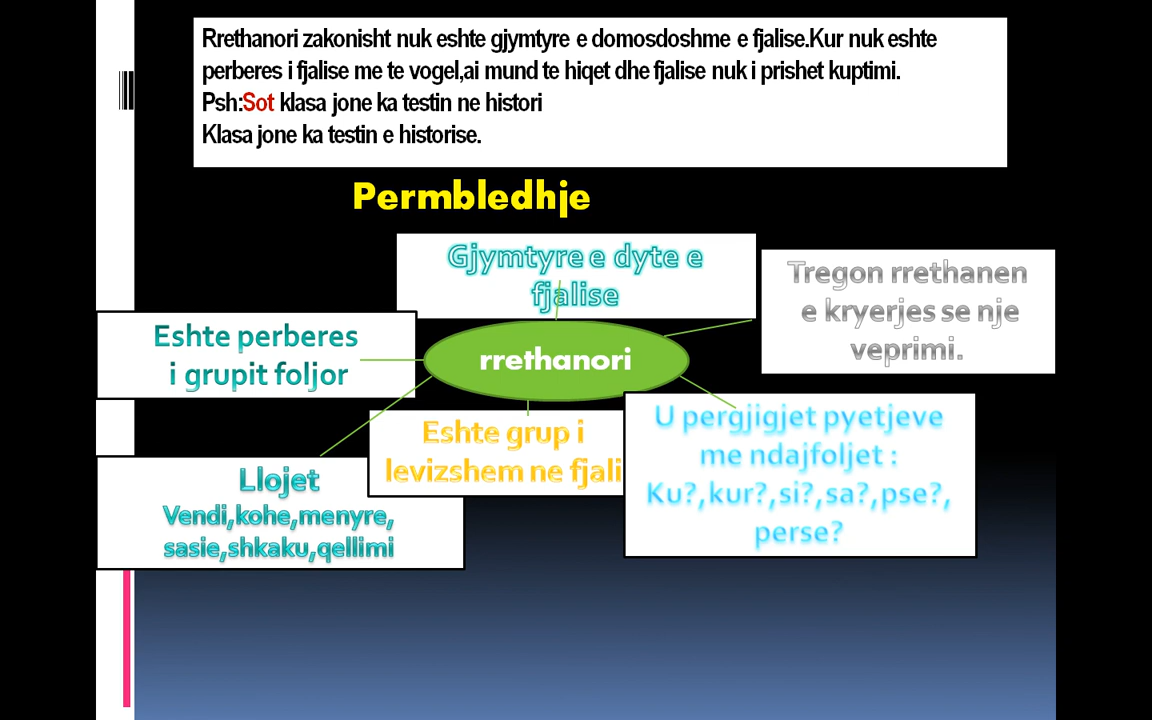 Rrethanori zakonisht nuk eshte gjymtyre e domosdoshme e fjalise.Kur nuk eshte
perberes i fjalise me te vogel,ai mund te hiqet dhe fjalise nuk i prishet kuptimi.
Psh:Sot klasa jone ka testin ne histori
Klasa jone ka testin e historise.
Permbledhje
Gjymtyre e dyte e
fjalise
Tregon rrethanen
e kryerjes se nje
veprimi.
Eshte perberes
i grupit foljor
rrethanori
Eshte grup i
levizshem ne fjali
U pergjigjet pyetjeve
me ndajfoljet :
Ku?,kur?,si?,sa?,pse?,
perse?
Llojet
Vendi,kohe,menyre,
sasie,shkaku,qellimi